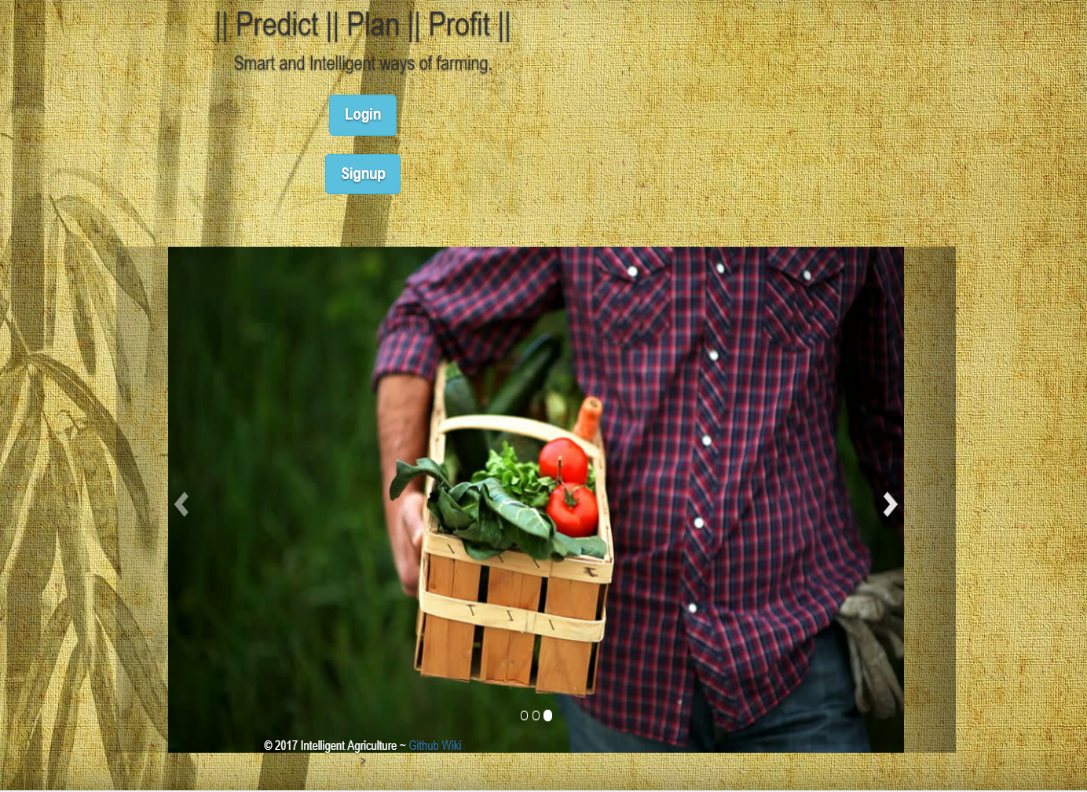 || Predict || Plan || Profit ||
Smart and Intelligent ways of farming.
Login
Signup
© 2017 Intelligent Agriculture ~ Github Wiki